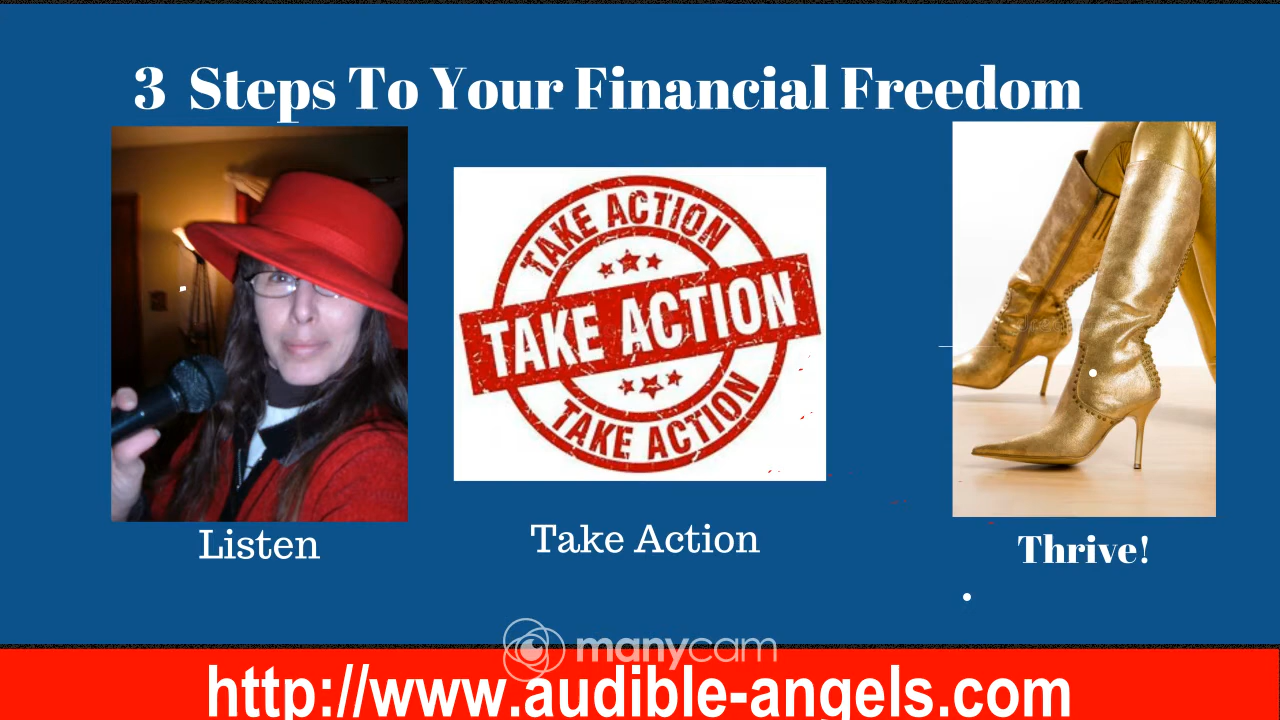 3 Steps To Your Financial Freedom
TAKE ACTION
TAKE ACTION
TAKE ACTION
Listen
Take Action
Thrive!
manycam
http://www.audible-angels.com